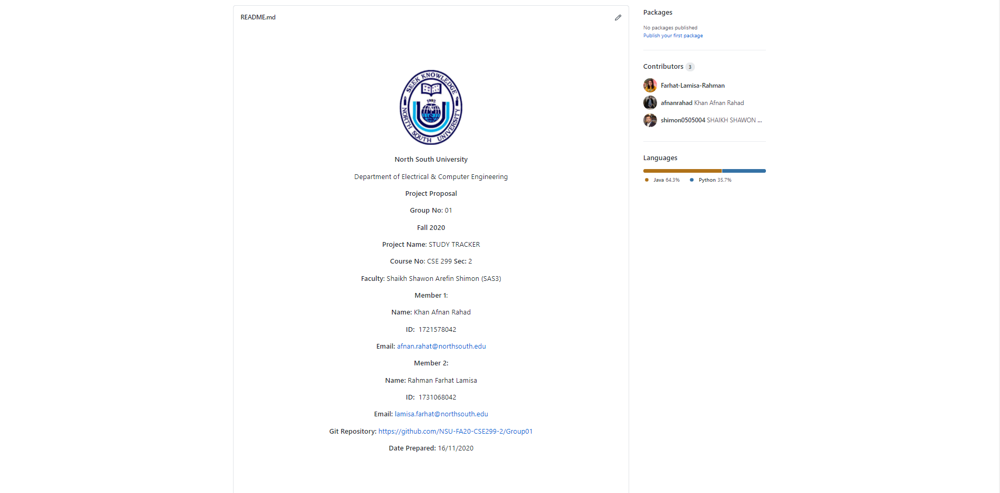 README.md
SEEK KNOWLEDGE
1992
NORTH SOUTH UNIVERSITY
North South University
Department of Electrical & Computer Engineering
Project Proposal
Group No: 01
Fall 2020
Project Name: STUDY TRACKER
Course No: CSE 299 Sec: 2
Faculty: Shaikh Shawon Arefin Shimon (SAS3)
Member 1:
Name: Khan Afnan Rahad
ID: 1721578042
Email: afnan.rahat@northsouth.edu
Member 2:
Name: Rahman Farhat Lamisa
ID: 1731068042
Email: lamisa.farhat@northsouth.edu
Git Repository: https://github.com/NSU-FA20-CSE299-2/Group01
Date Prepared: 16/11/2020
Packages
No packages published
Publish your first package
Contributors 3
Farhat-Lamisa-Rahman
afnanrahad Khan Afnan Rahad
shimon0505004 SHAIKH SHAWON ...
Languages
Java 64.3% Python 35.7%